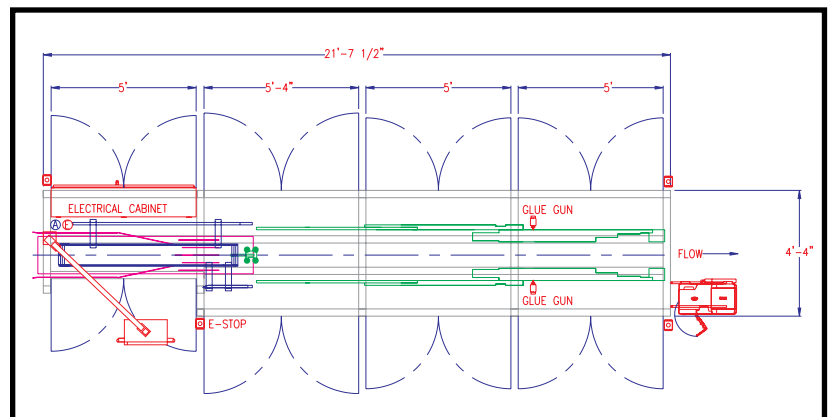 21'-7 1/2"
5'
5'-4"
5'
5'
ELECTRICAL CABINET
GLUE GUN
A
E
FLOW
4'-4"
GLUE GUN
E-STOP